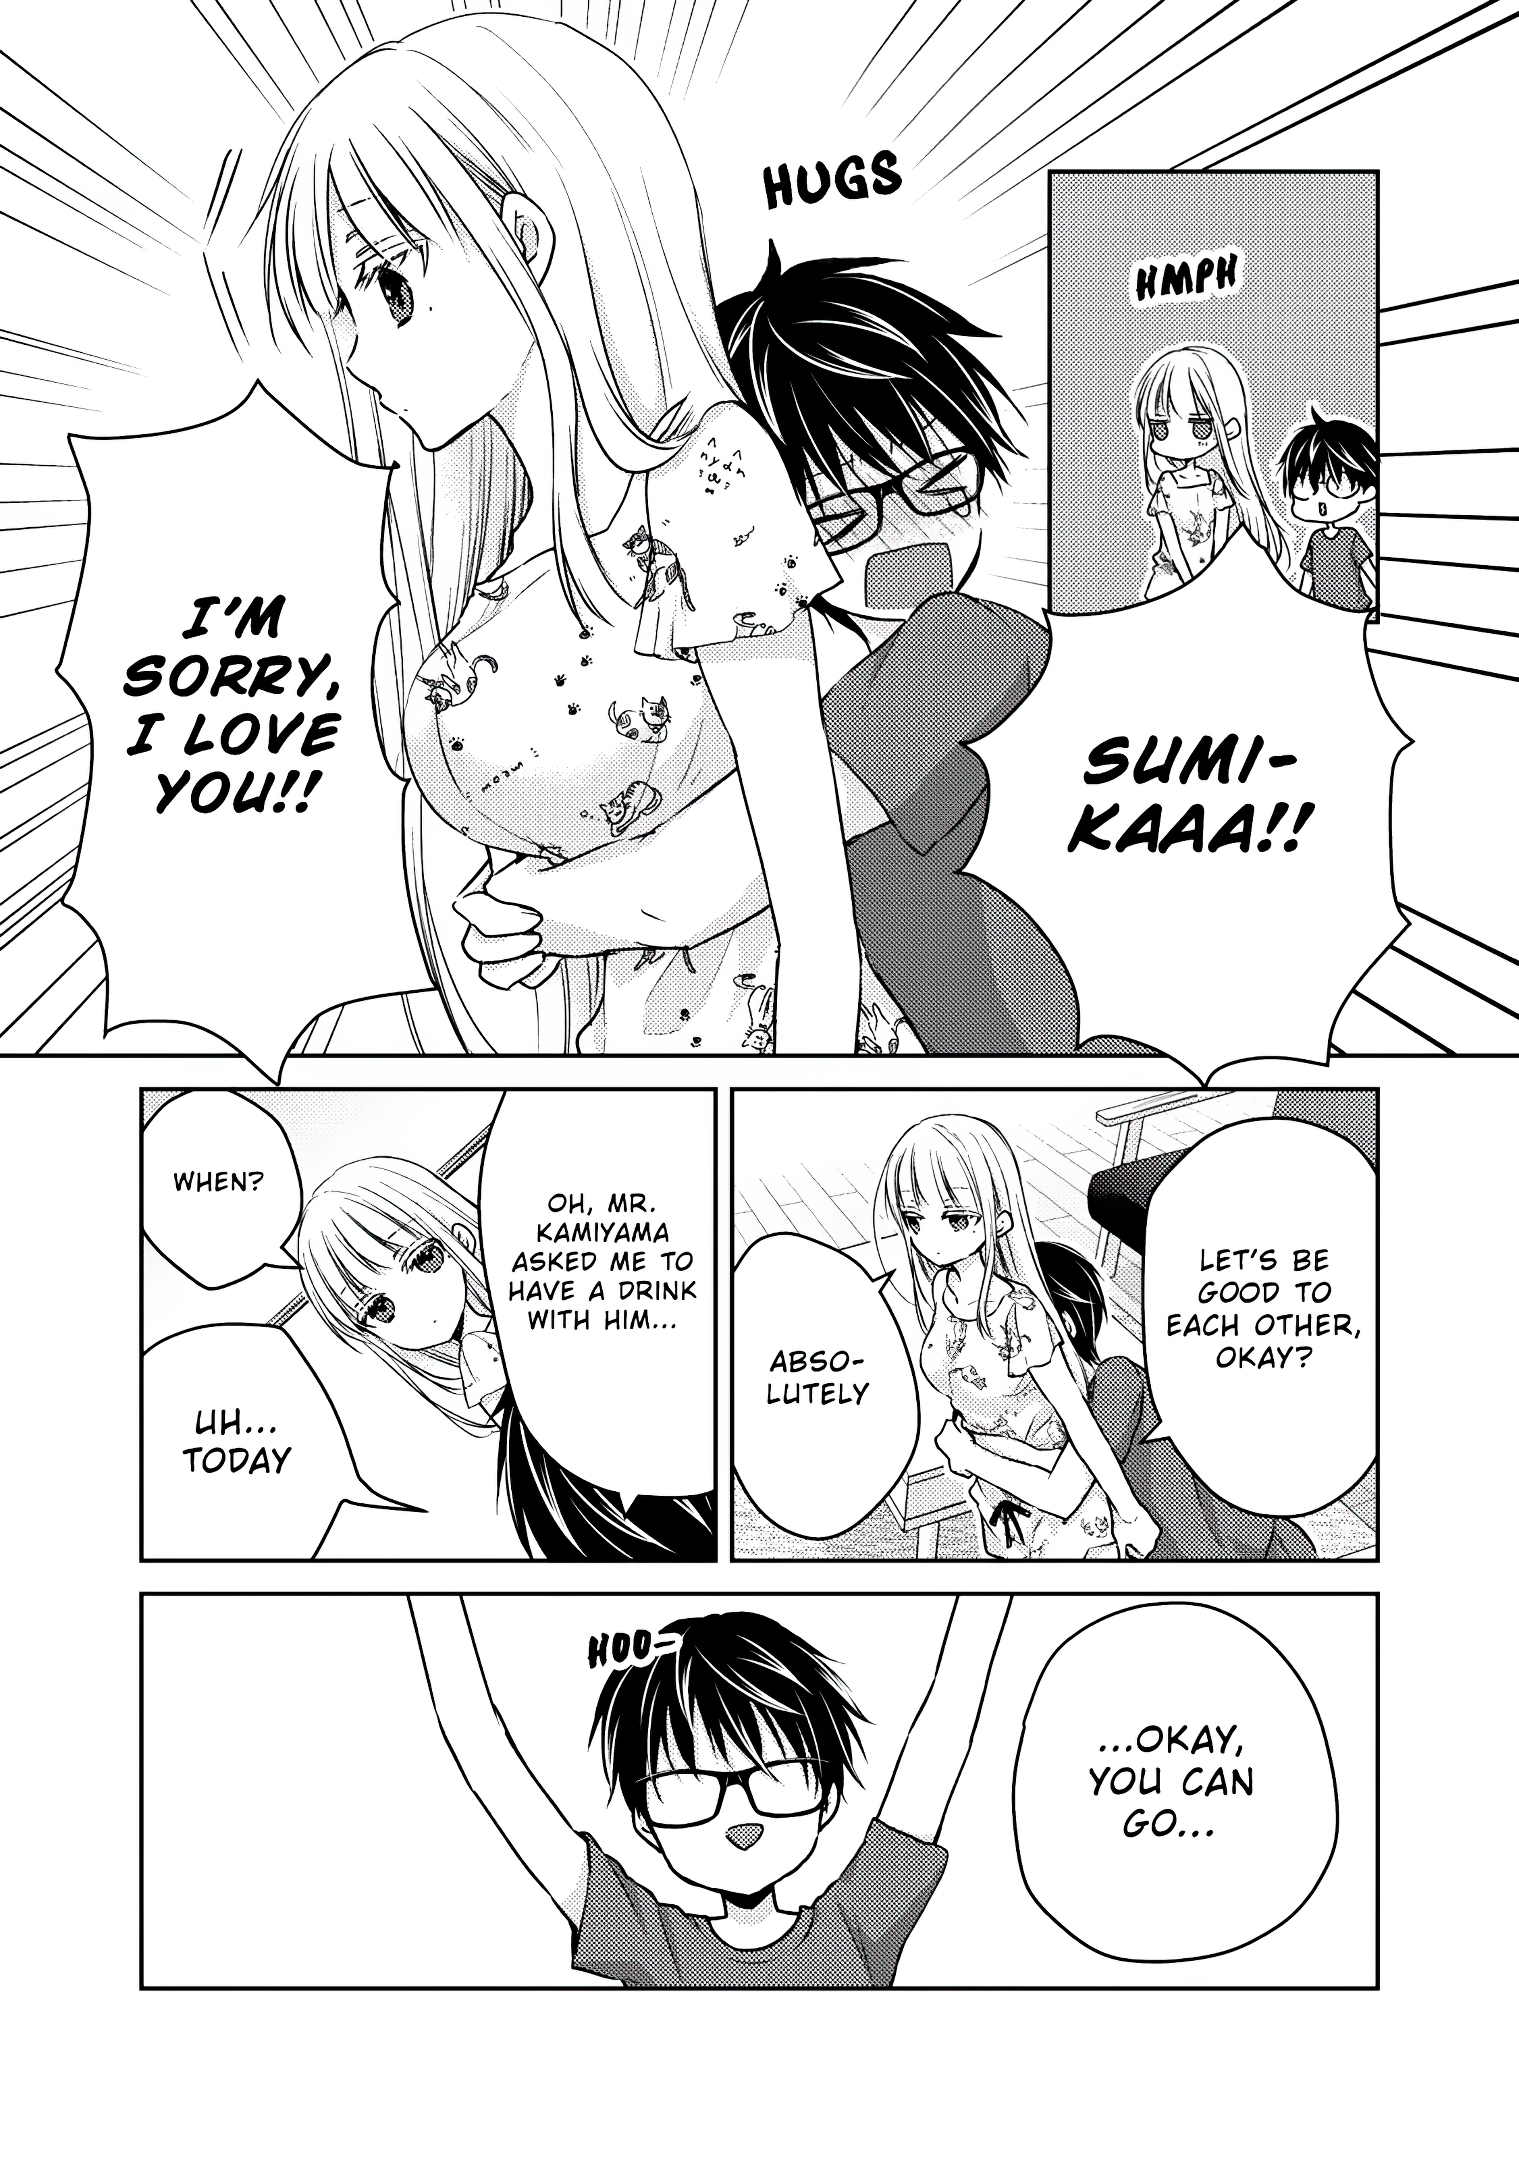 HMPH
HUGS
SUMI-
KAAA!!
I'M
SORRY,
I LOVE
YOU!!
meow
LET'S BE
GOOD TO
EACH OTHER,
OKAY?
ABSO-
LUTELY
OH, MR.
KAMIYAMA
ASKED ME TO
HAVE A DRINK
WITH HIM...
WHEN?
UH...
TODAY
...OKAY,
YOU CAN
GO...
HOO-